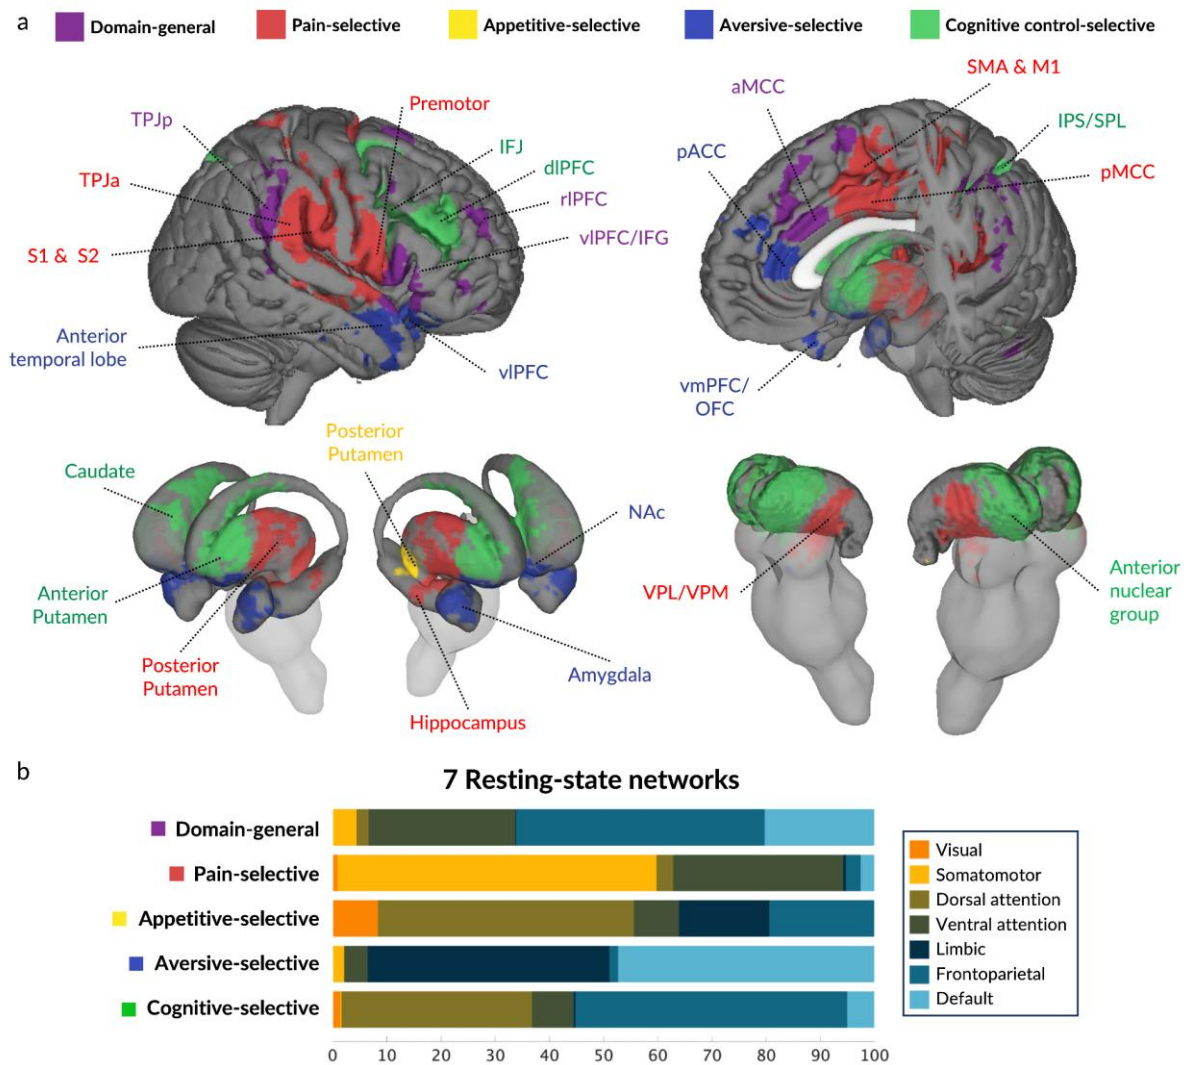 a
Domain-general
Pain-selective
Appetitive-selective
Aversive-selective
Cognitive control-selective
TPJp
TPJa
S1 & S2
Anterior
temporal lobe
Premotor
IFJ
dlPFC
rlPFC
vlPFC/IFG
vlPFC
aMCC
pACC
SMA & M1
IPS/SPL
pMCC
vmPFC/
OFC
Caudate
Anterior
Putamen
Posterior
Putamen
Posterior
Putamen
NAc
Amygdala
Hippocampus
VPL/VPM
Anterior
nuclear
group
b
7 Resting-state networks
Domain-general
Pain-selective
Appetitive-selective
Aversive-selective
Cognitive-selective
0 10 20 30 40 50 60 70 80 90 100
Visual
Somatomotor
Dorsal attention
Ventral attention
Limbic
Frontoparietal
Default